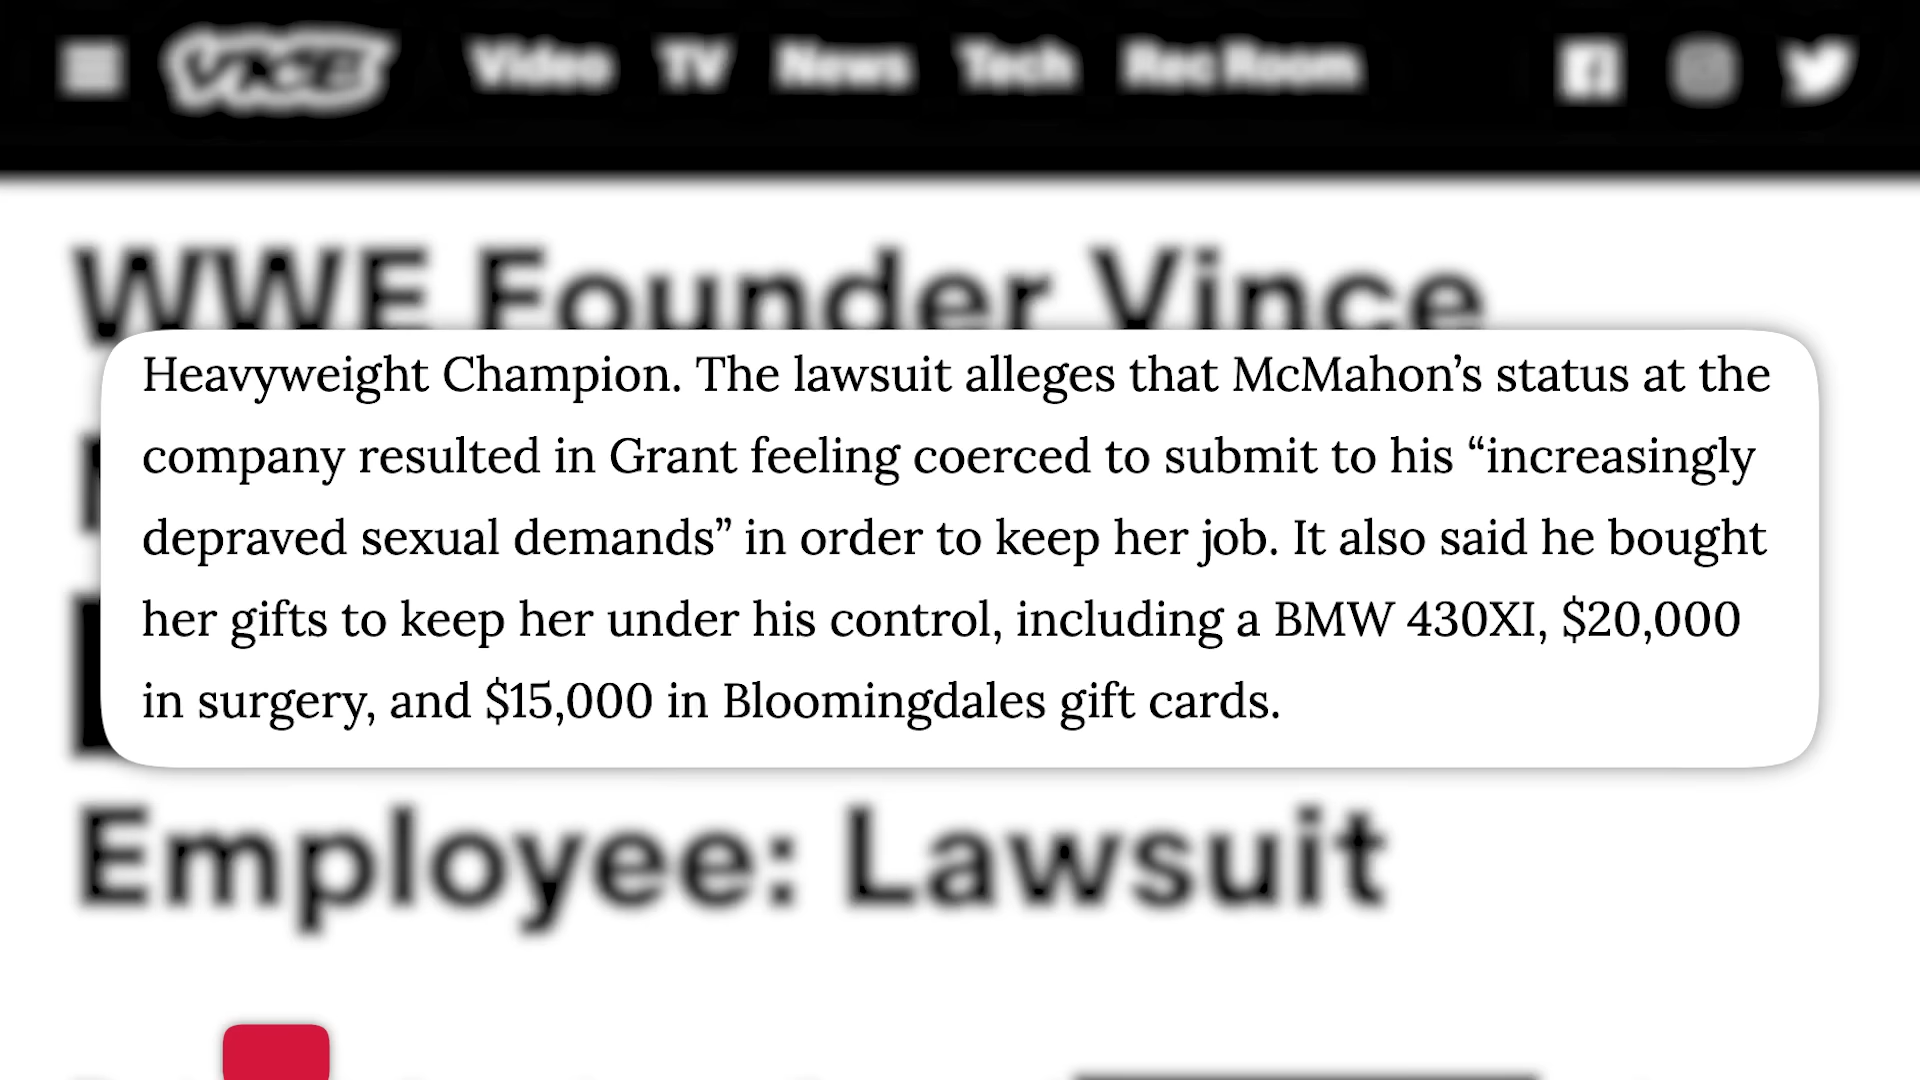 VICE Video TV News Tech Rec Room
WWE Founder Vince
Heavyweight Champion. The lawsuit alleges that McMahon’s status at the
company resulted in Grant feeling coerced to submit to his “increasingly
depraved sexual demands” in order to keep her job. It also said he bought
her gifts to keep her under his control, including a BMW 430XI, $20,000
in surgery, and $15,000 in Bloomingdales gift cards.
Employee: Lawsuit